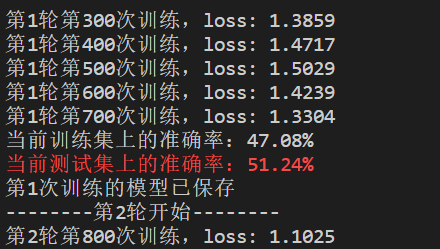 第1轮第300次训练，loss: 1.3859
第1轮第400次训练，loss: 1.4717
第1轮第500次训练，loss: 1.5029
第1轮第600次训练，loss: 1.4239
第1轮第700次训练，loss: 1.3304
当前训练集上的准确率：47.08%
当前测试集上的准确率：51.24%
第1次训练的模型已保存
--------第2轮开始--------
第2轮第800次训练，loss: 1.1025